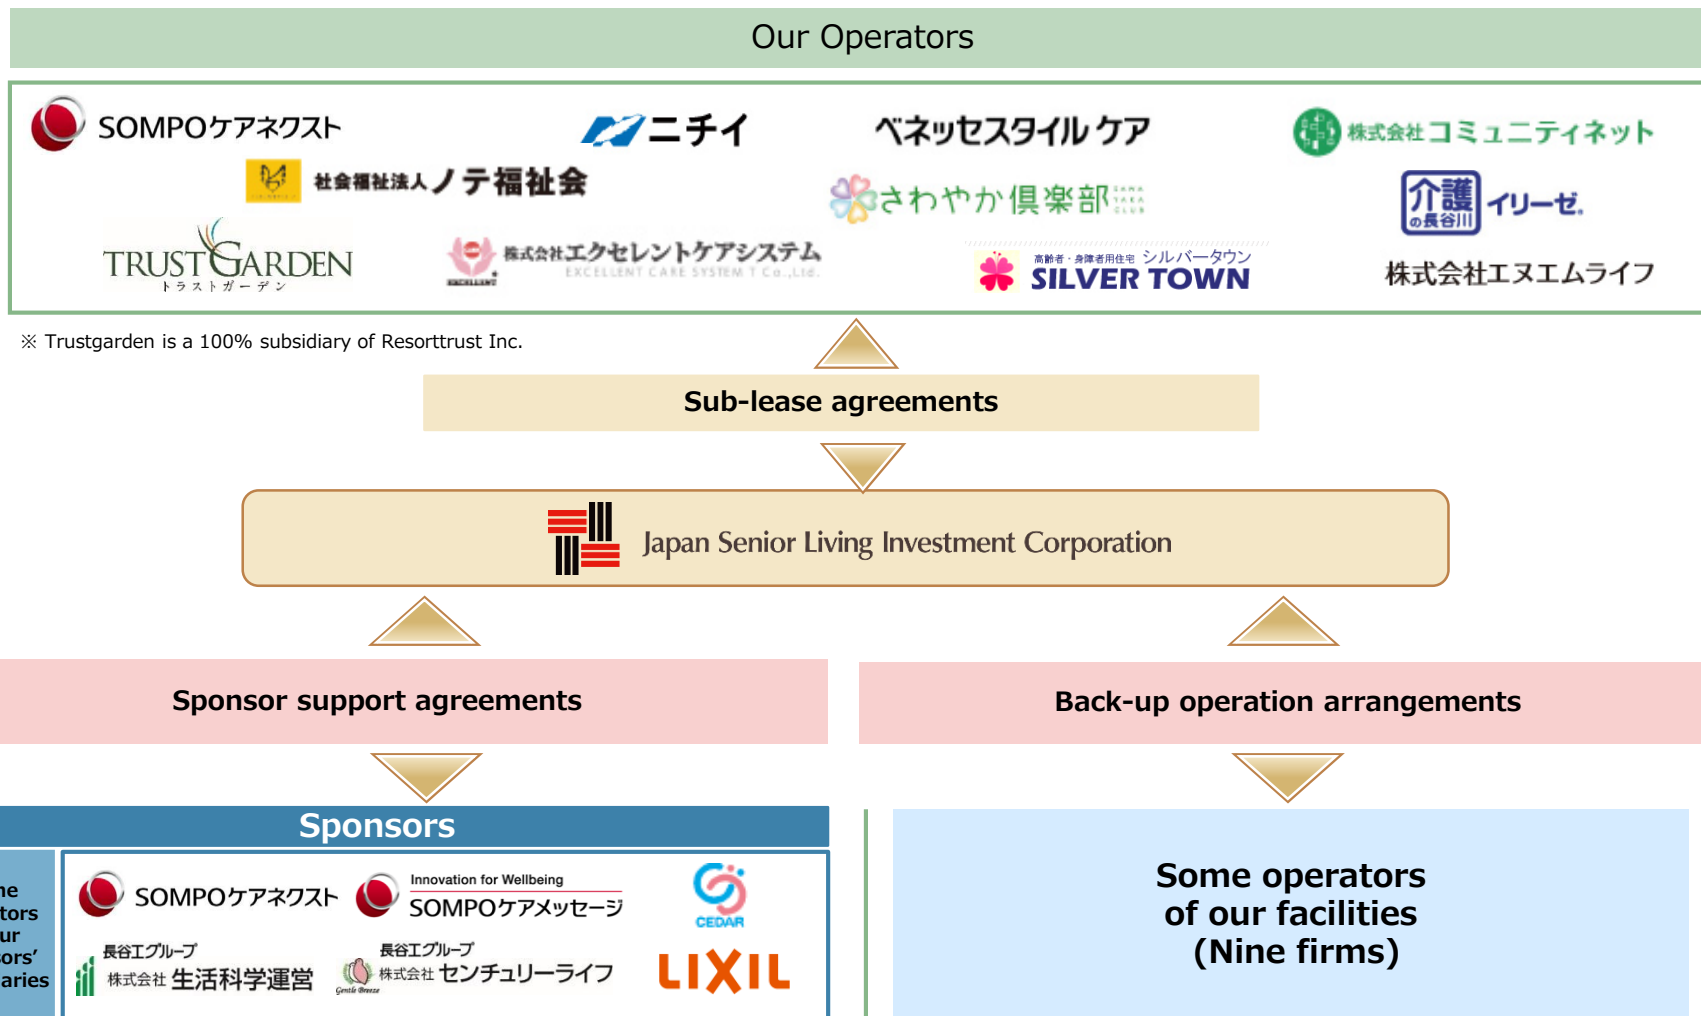 Our Operators
SOMPOケアネクスト
ニチイ
ベネッセスタイルケア
株式会社コミュニティネット
社会福祉法人ノテ福祉会
さわやか倶楽部
SAWA
YAKA
CLUB
介護
の長谷川
イリーゼ.
TRUST GARDEN
トラストガーデン
株式会社エクセレントケアシステム
EXCELLENT CARE SYSTEM T Co.,Ltd.
EXCELLENT
高齢者・身障者用住宅 シルバータウン
SILVER TOWN
株式会社エヌエムライフ
※ Trustgarden is a 100% subsidiary of Resorttrust Inc.
Sub-lease agreements
Japan Senior Living Investment Corporation
Sponsor support agreements
Back-up operation arrangements
Sponsors
SOMPOケアネクスト
Innovation for Wellbeing
SOMPOケアメッセージ
CEDAR
長谷工グループ
株式会社 生活科学運営
長谷工グループ
株式会社 センチュリーライフ
Gentle Breeze
LIXIL
Some operators
of our facilities
(Nine firms)